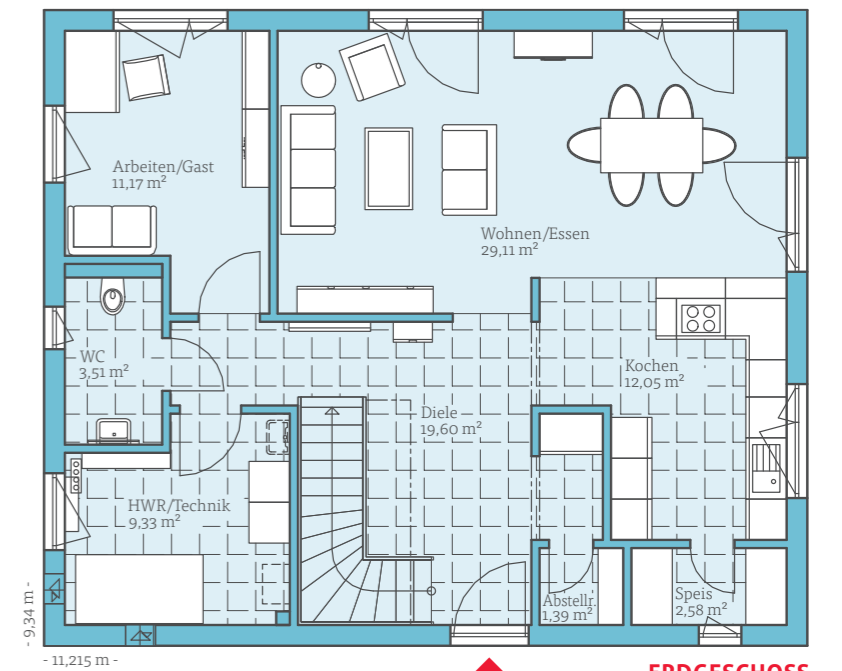 Arbeiten/Gast
11,17 m²
Wohnen/Essen
29,11 m²
WC
3,51 m²
Kochen
12,05 m²
Diele
19,60 m²
HWR/Technik
9,33 m²
Abstellr.
1,39 m²
Speis
2,58 m²
- 9,34 m -
- 11,215 m -
ERDGESCHOSS